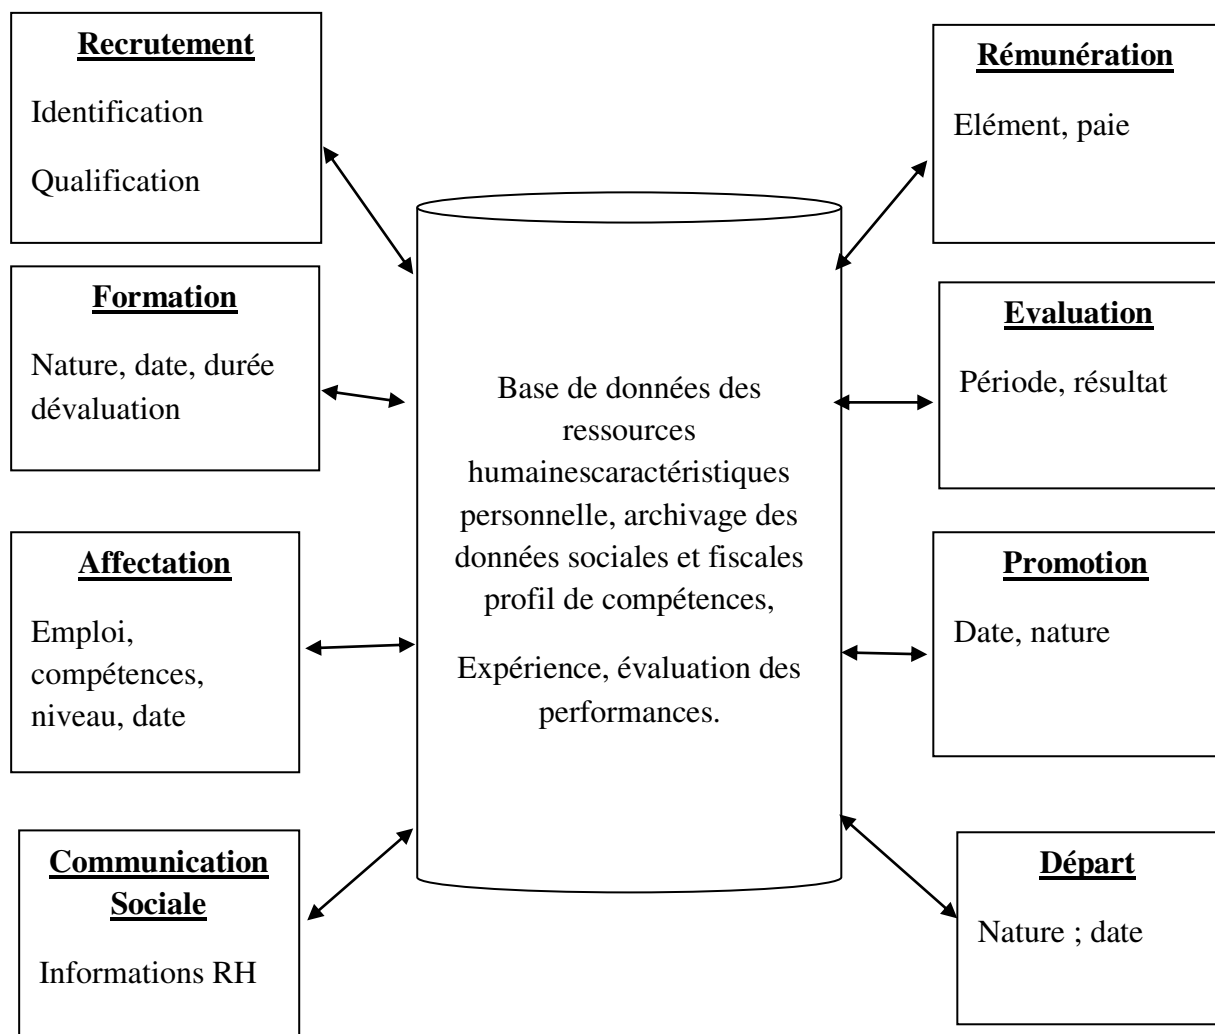 Recrutement
Identification
Qualification
Formation
Nature, date, durée
dévaluation
Affectation
Emploi,
compétences,
niveau, date
Communication
Sociale
Informations RH
Base de données des
ressources
humainescaractéristiques
personnelle, archivage des
données sociales et fiscales
profil de compétences,
Expérience, évaluation des
performances.
Rémunération
Elément, paie
Evaluation
Période, résultat
Promotion
Date, nature
Départ
Nature ; date